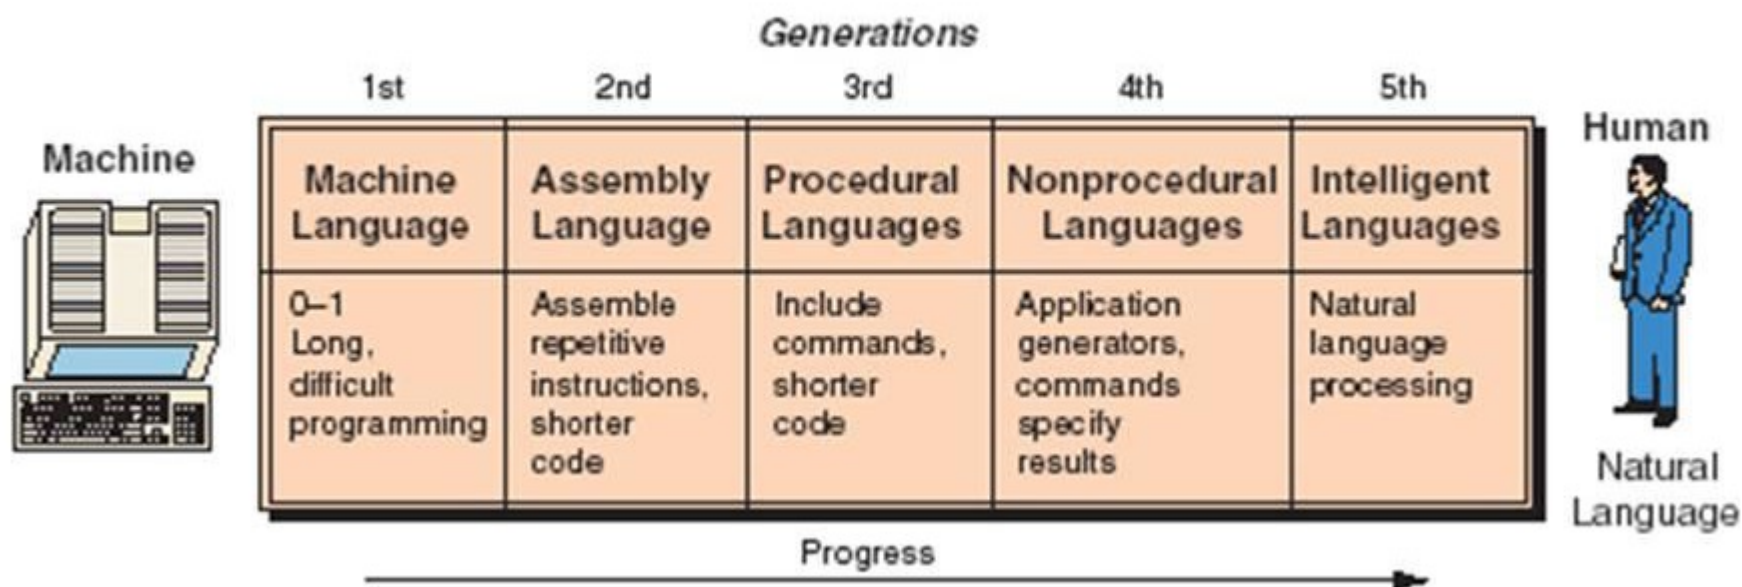 Generations
1st 2nd 3rd 4th 5th
Machine
Human
Machine Language
Assembly Language
Procedural Languages
Nonprocedural Languages
Intelligent Languages
0–1
Long,
difficult
programming
Assemble
repetitive
instructions,
shorter
code
Include
commands,
shorter
code
Application
generators,
commands
specify
results
Natural
language
processing
Natural
Language
Progress